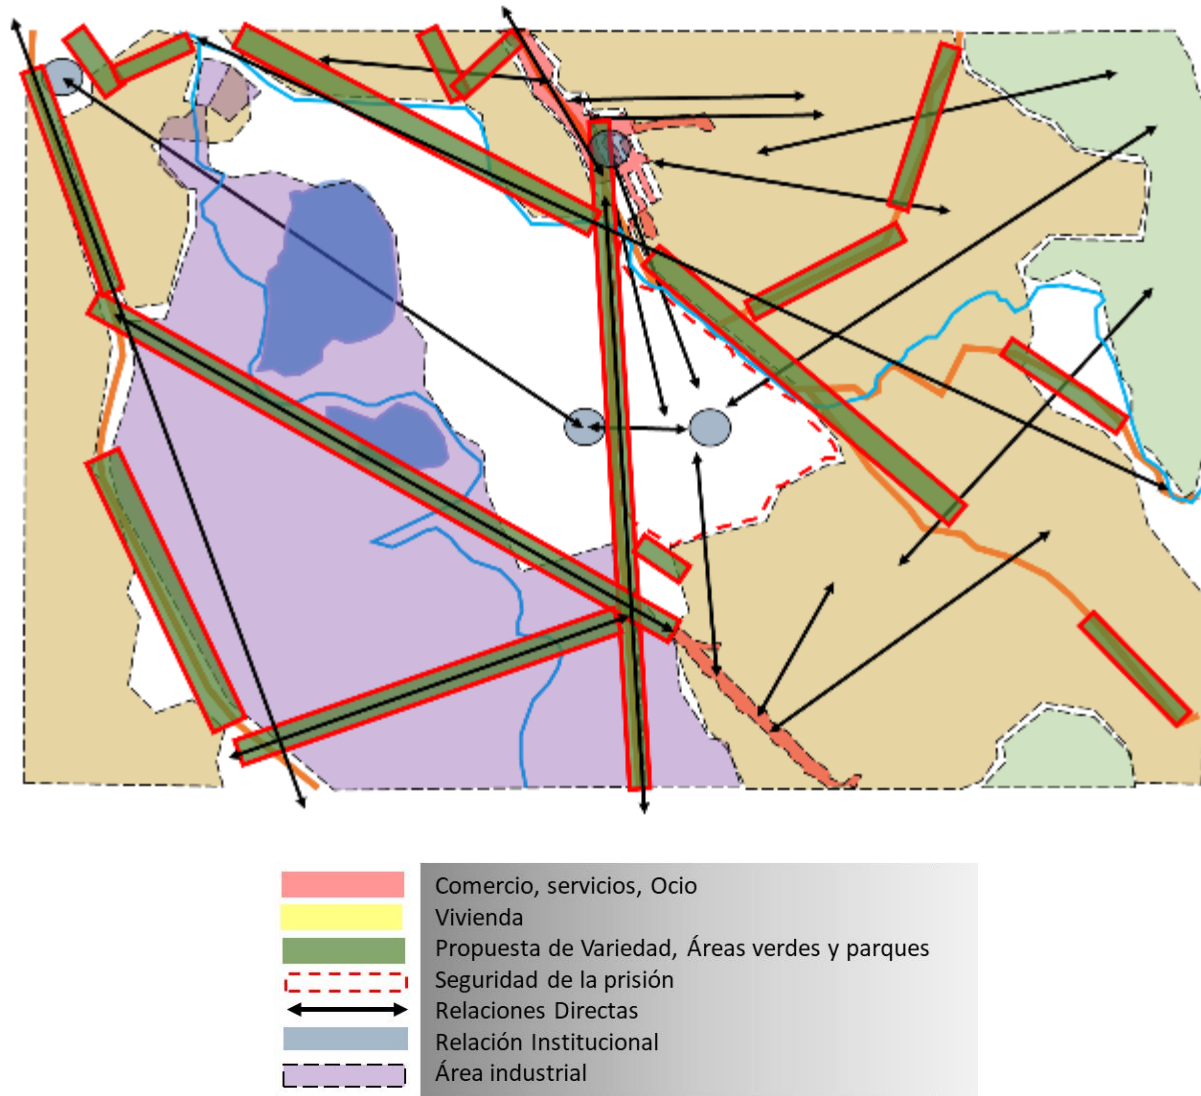 Comercio, servicios, Ocio
Vivienda
Propuesta de Variedad, Áreas verdes y parques
Seguridad de la prisión
Relaciones Directas
Relación Institucional
Área industrial